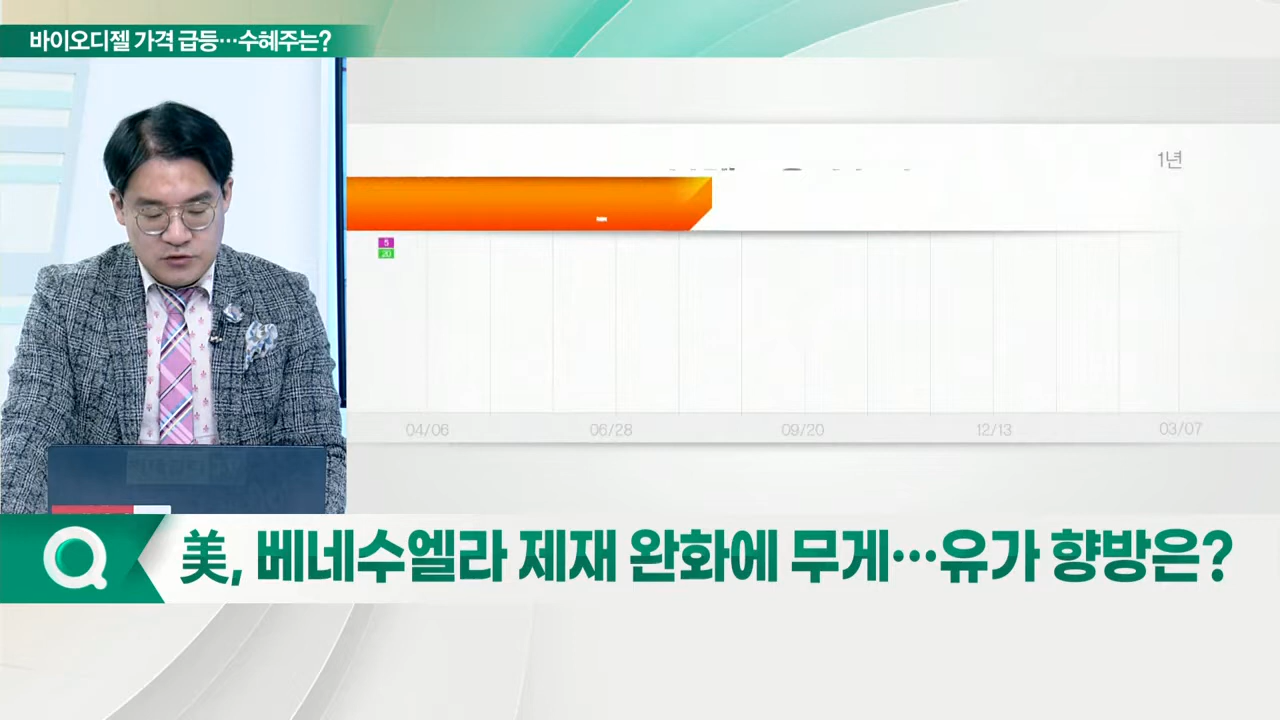 바이오디젤 가격 급등…수혜주는?
1년
5
20
04/06
06/28
09/20
12/13
03/07
美, 베네수엘라 제재 완화에 무게…유가 향방은?